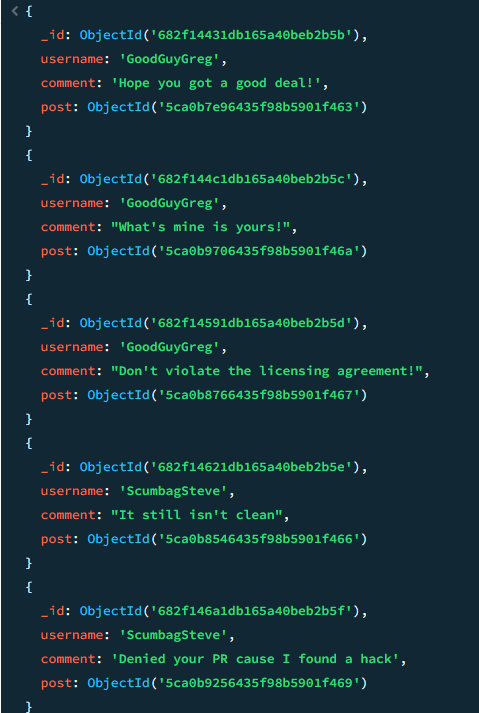 {
_id: ObjectId('682f14431db165a40beb2b5b'),
username: 'GoodGuyGreg',
comment: 'Hope you got a good deal!',
post: ObjectId('5ca0b7e96435f98b5901f463')
}
{
_id: ObjectId('682f144c1db165a40beb2b5c'),
username: 'GoodGuyGreg',
comment: "What's mine is yours!",
post: ObjectId('5ca0b9706435f98b5901f46a')
}
{
_id: ObjectId('682f14591db165a40beb2b5d'),
username: 'GoodGuyGreg',
comment: "Don't violate the licensing agreement!",
post: ObjectId('5ca0b8766435f98b5901f467')
}
{
_id: ObjectId('682f14621db165a40beb2b5e'),
username: 'ScumbagSteve',
comment: "It still isn't clean",
post: ObjectId('5ca0b8546435f98b5901f466')
}
{
_id: ObjectId('682f146a1db165a40beb2b5f'),
username: 'ScumbagSteve',
comment: 'Denied your PR cause I found a hack',
post: ObjectId('5ca0b9256435f98b5901f469')
}